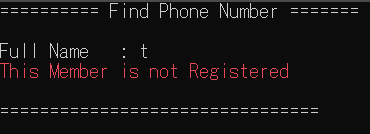 ========== Find Phone Number =======
Full Name   : t
This Member is not Registered
================================